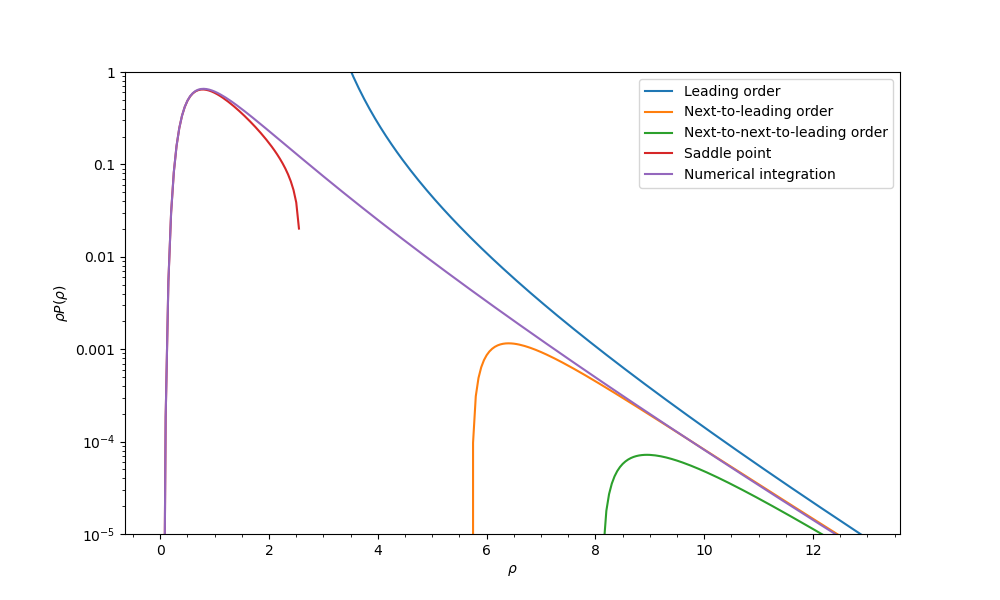 Leading order
Next-to-leading order
Next-to-next-to-leading order
Saddle point
Numerical integration
1
0.1
0.01
0.001
10⁻⁴
10⁻⁵
ρP(ρ)
0 2 4 6 8 10 12
ρ